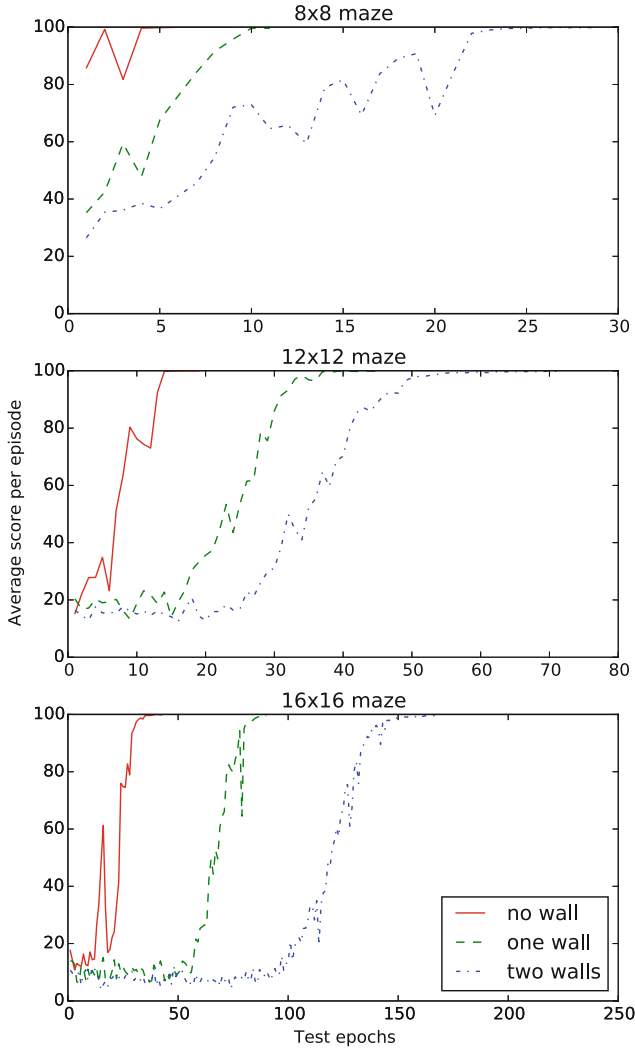 8x8 maze
100
80
60
40
20
0
0 5 10 15 20 25 30
12x12 maze
100
80
60
40
20
0
0 10 20 30 40 50 60 70 80
Average score per episode
16x16 maze
100
80
60
40
20
0
0 50 100 150 200 250
no wall
one wall
two walls
Test epochs